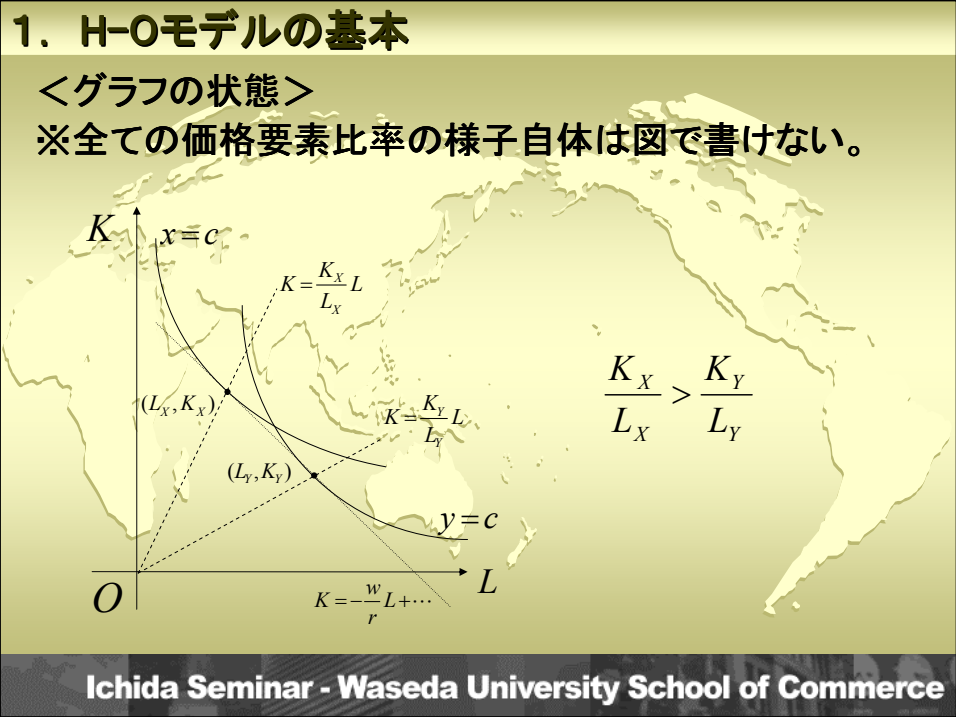 １． H-Oモデルの基本
＜グラフの状態＞
※全ての価格要素比率の様子自体は図で書けない。
K
x = c
K = K_X / L_X L
(L_X , K_X )
K = K_Y / L_Y L
K_X / L_X > K_Y / L_Y
(L_Y , K_Y )
y = c
L
O
K = − w / r L + ⋯
Ichida Seminar - Waseda University School of Commerce